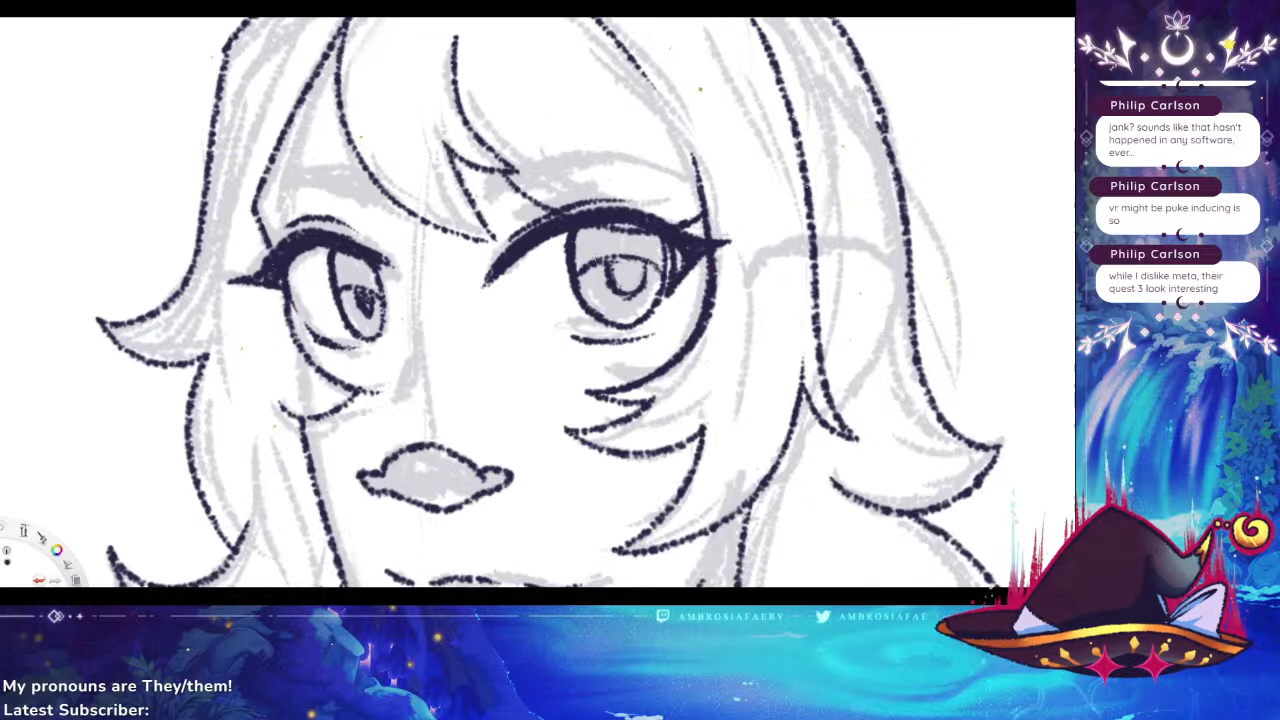 Philip Carlson
jank? sounds like that hasn't
happened in any software,
ever...
Philip Carlson
vr might be puke inducing is
so
Philip Carlson
while I dislike meta, their
quest 3 look interesting
AMBROSIAFAERY
AMBROSIAFAE
My pronouns are They/them!
Latest Subscriber: